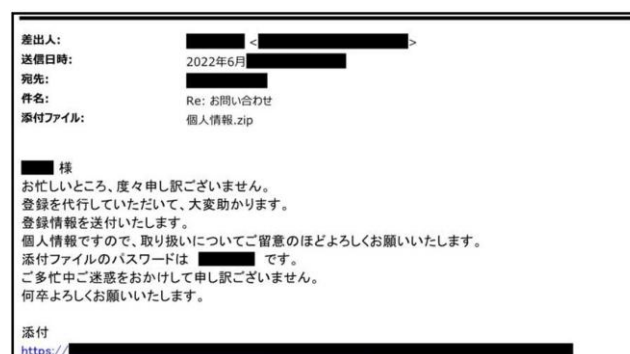 差出人: < >
送信日時: 2022年6月
宛先:
件名: Re: お問い合わせ
添付ファイル: 個人情報.zip
様
お忙しいところ、度々申し訳ございません。
登録を代行していただいて、大変助かります。
登録情報を送付いたします。
個人情報ですので、取り扱いについてご留意のほどよろしくお願いいたします。
添付ファイルのパスワードは です。
ご多忙中ご迷惑をおかけして申し訳ございません。
何卒よろしくお願いいたします。
添付
https://